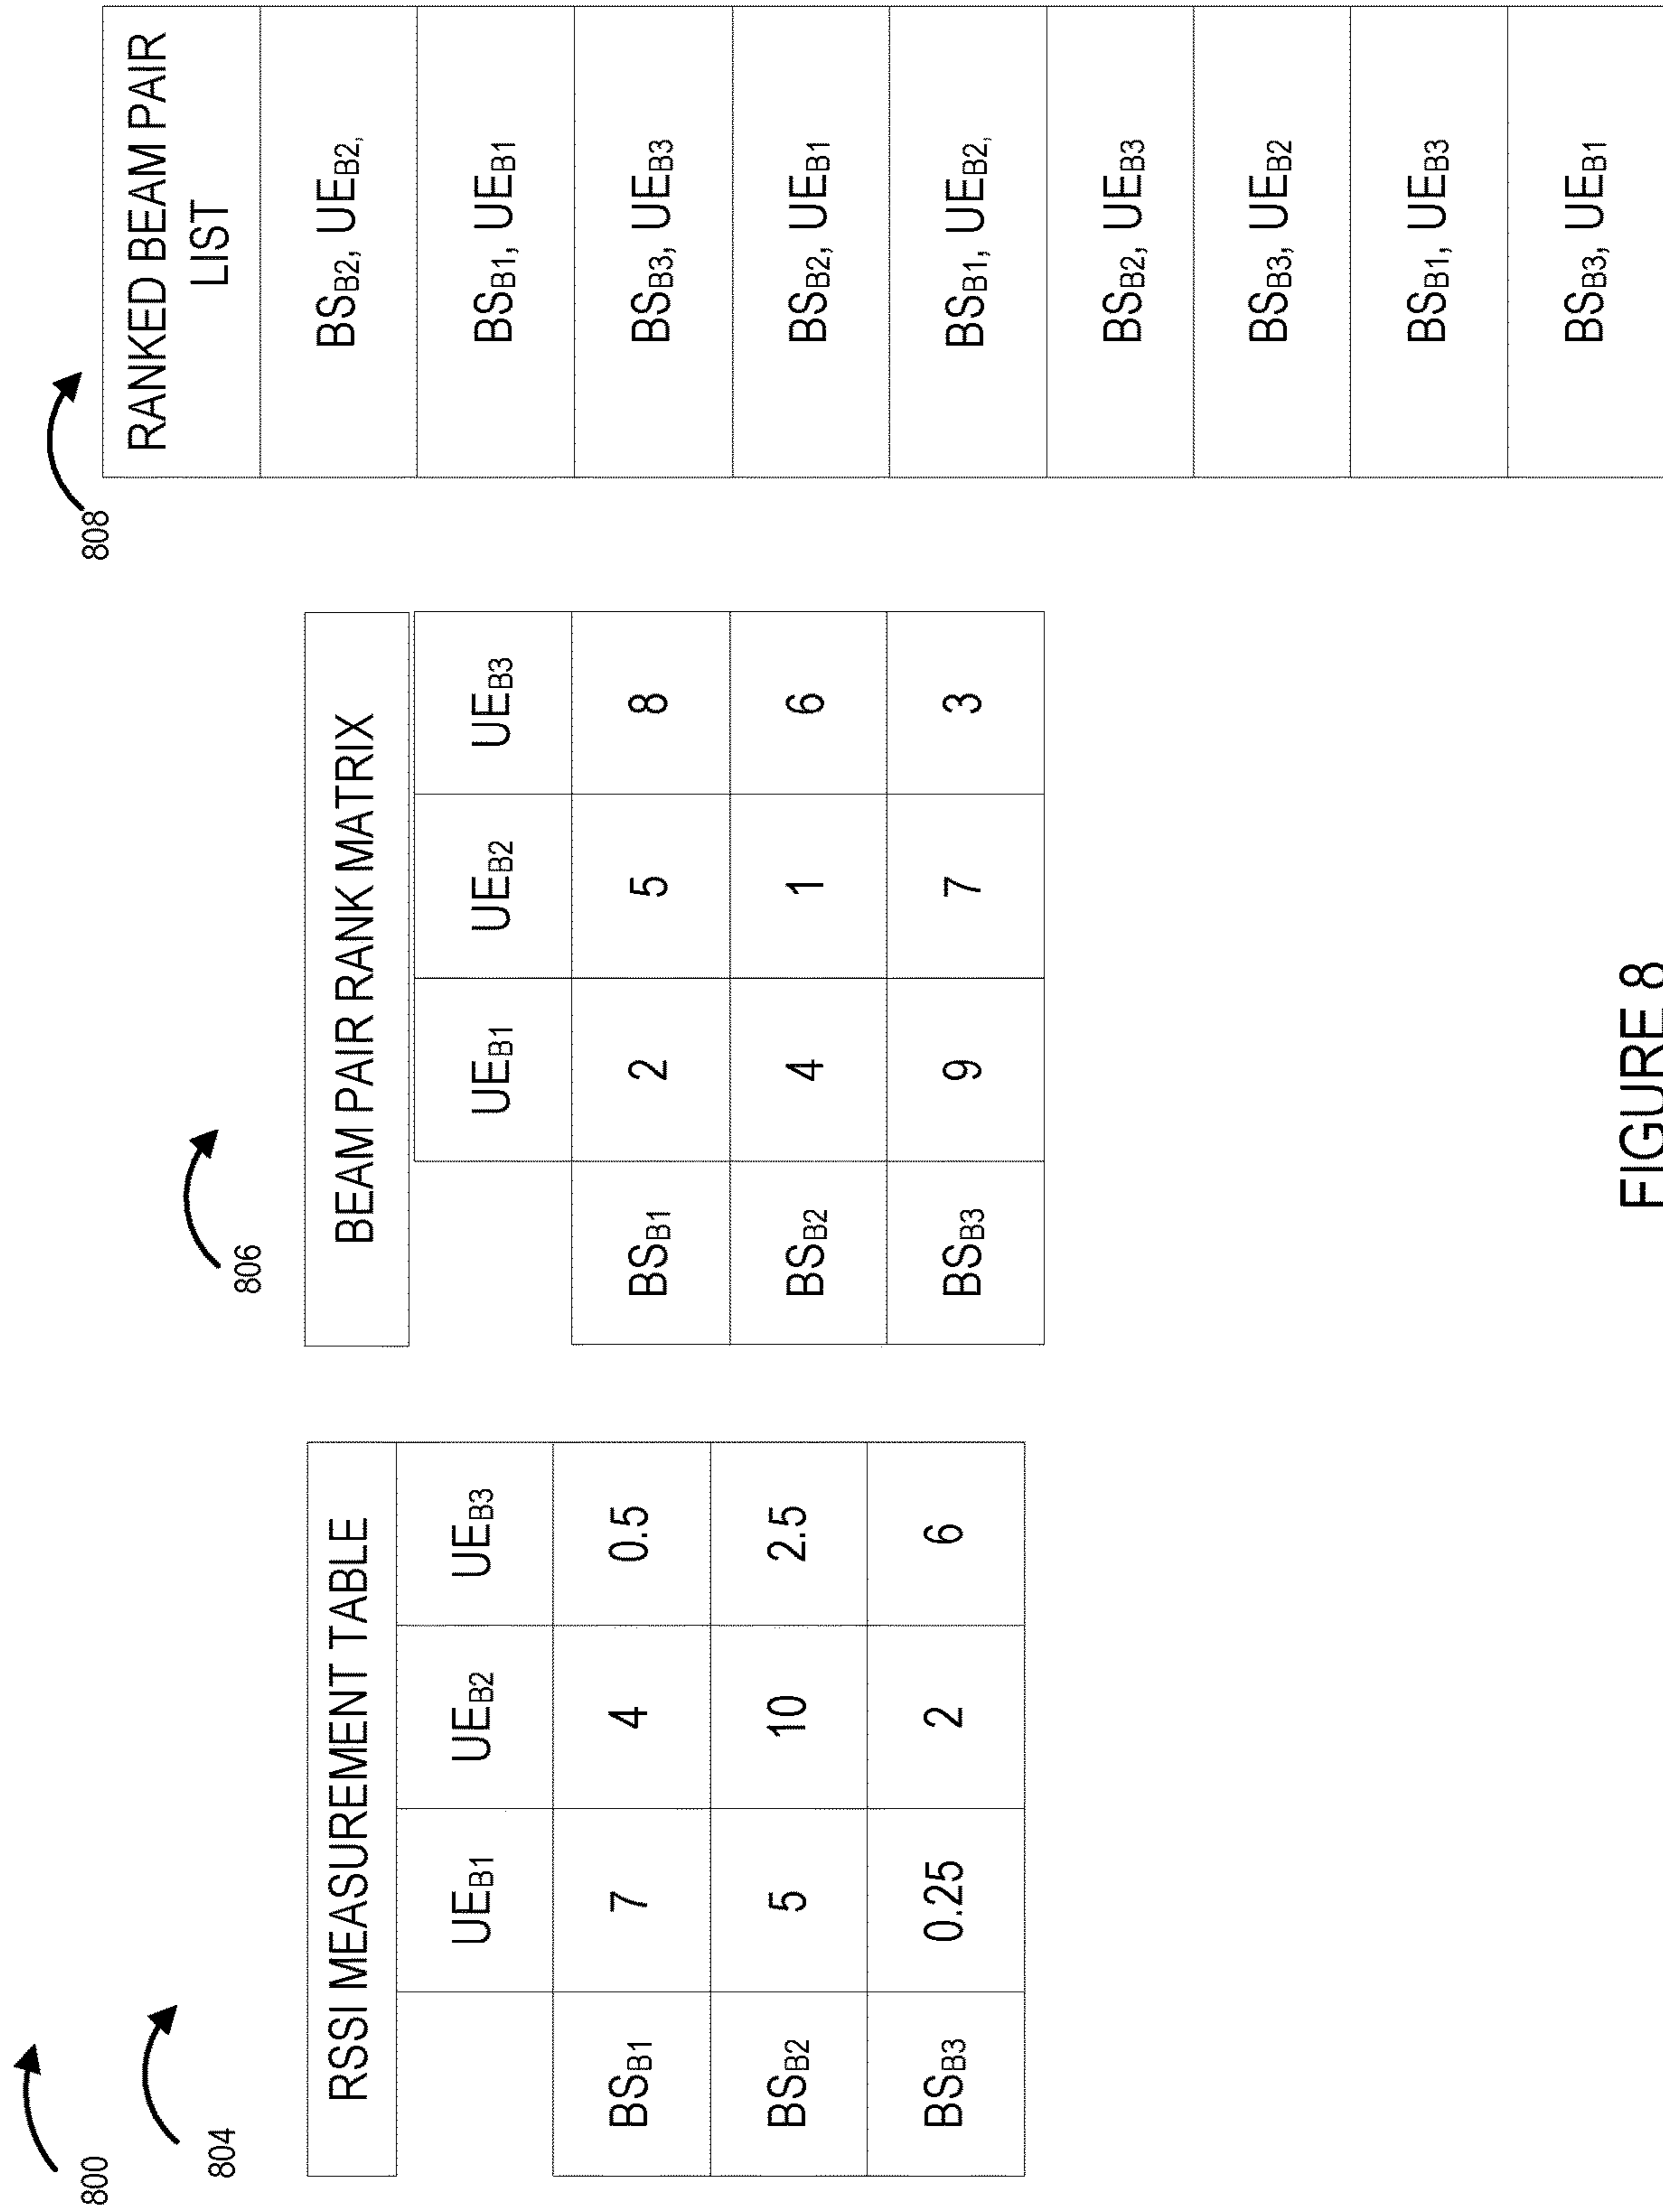 800
804
RSSI MEASUREMENT TABLE
UEB1 UEB2 UEB3
BSB1 7 4 0.5
BSB2 5 10 2.5
BSB3 0.25 2 6
806
BEAM PAIR RANK MATRIX
UEB1 UEB2 UEB3
BSB1 2 5 8
BSB2 4 1 6
BSB3 9 7 3
808
RANKED BEAM PAIR
LIST
BSB2, UEB2,
BSB1, UEB1
BSB3, UEB3
BSB2, UEB1
BSB1, UEB2,
BSB2, UEB3
BSB3, UEB2
BSB1, UEB3
BSB3, UEB1
FIGURE 8